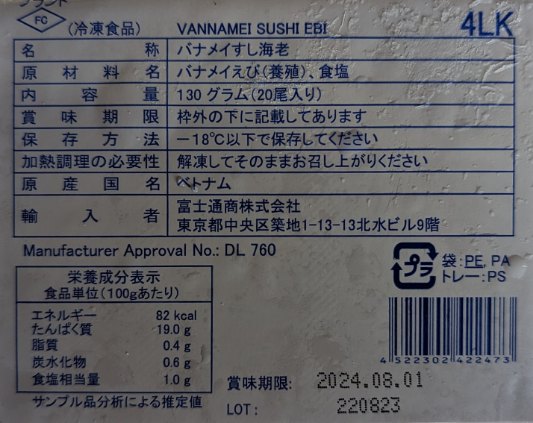 ブランド
FC
(冷凍食品) VANNAMEI SUSHI EBI 4LK
名 称 バナメイすし海老
原材料名 バナメイえび(養殖)、食塩
内容量 130 グラム(20尾入り)
賞味期限 枠外の下に記載してあります
保存方法 −18℃以下で保存してください
加熱調理の必要性 解凍してそのままお召し上がりください
原産国名 ベトナム
輸入者 富士通商株式会社
東京都中央区築地1-13-13北水ビル9階
Manufacturer Approval No.: DL 760
プラ
袋: PE, PA
トレー: PS
栄養成分表示
食品単位(100gあたり)
エネルギー 82 kcal
たんぱく質 19.0 g
脂質 0.4 g
炭水化物 0.6 g
食塩相当量 1.0 g
サンプル品分析による推定値
4522302422473
賞味期限: 2024.08.01
LOT: 220823